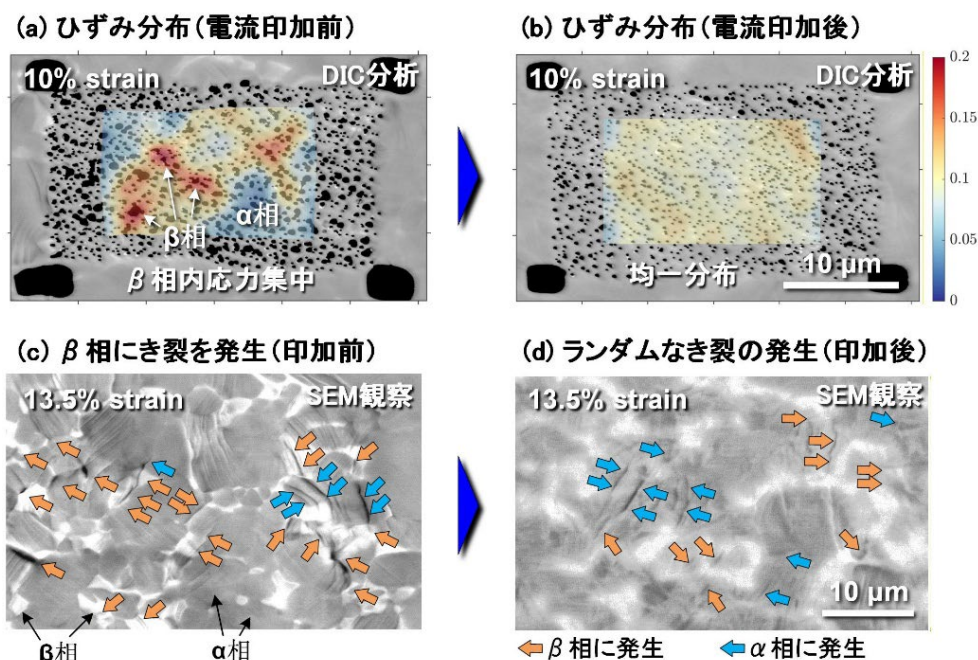 (a) ひずみ分布(電流印加前)
10% strain
DIC分析
α相
β相
β相内応力集中
(b) ひずみ分布(電流印加後)
10% strain
DIC分析
均一分布
10 μm
0.2
0.15
0.1
0.05
0
(c) β相にき裂を発生(印加前)
13.5% strain
SEM観察
β相
α相
(d) ランダムなき裂の発生(印加後)
13.5% strain
SEM観察
10 μm
β相に発生
α相に発生